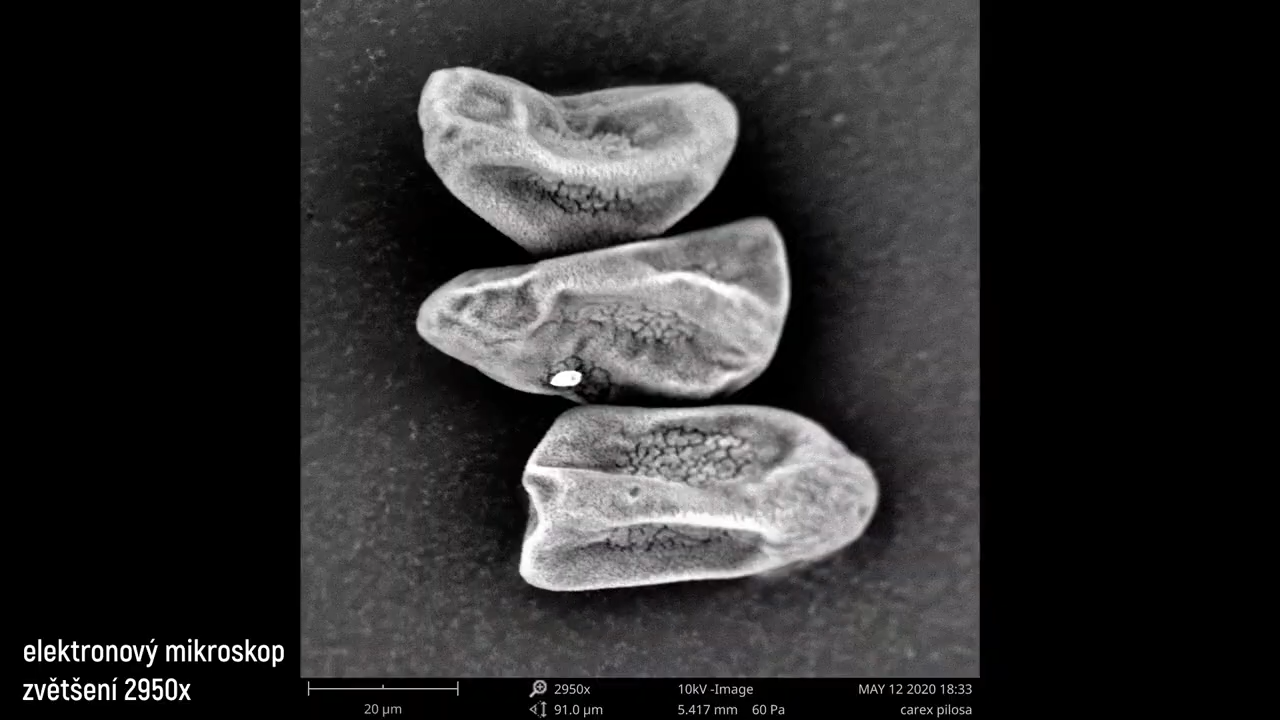 elektronový mikroskop
zvětšení 2950x
20 µm
2950x
91.0 µm
10kV -Image
5.417 mm 60 Pa
MAY 12 2020 18:33
carex pilosa